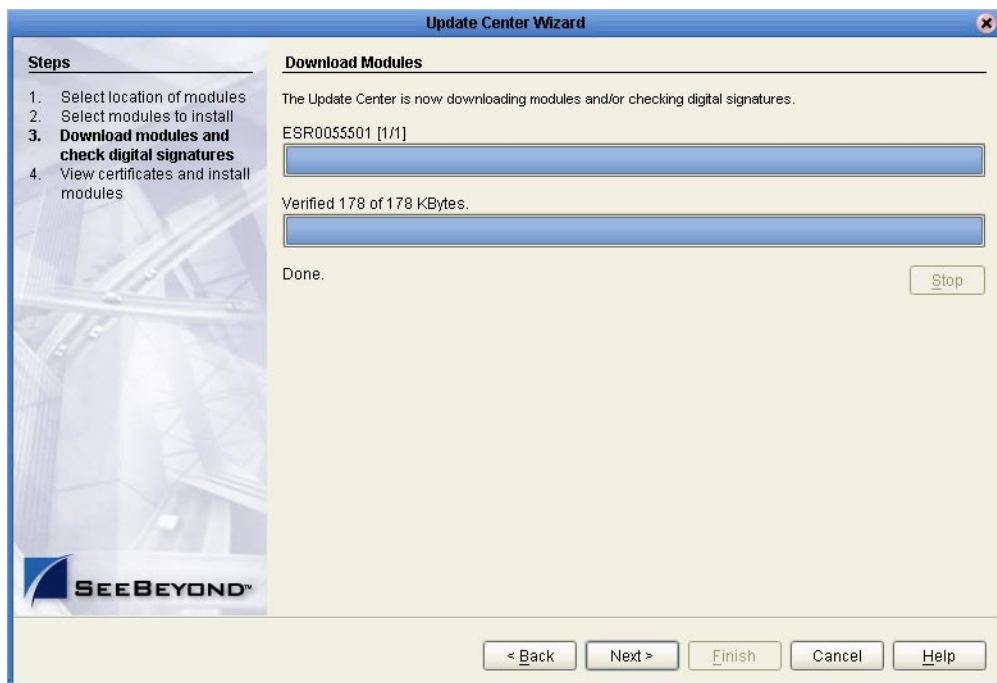 Update Center Wizard
Steps
1. Select location of modules
2. Select modules to install
3. Download modules and
check digital signatures
4. View certificates and install
modules
Download Modules
The Update Center is now downloading modules and/or checking digital signatures.
ESR0055501 [1/1]
Verified 178 of 178 KBytes.
Done.
Stop
SEEBEYOND™
< Back
Next >
Finish
Cancel
Help